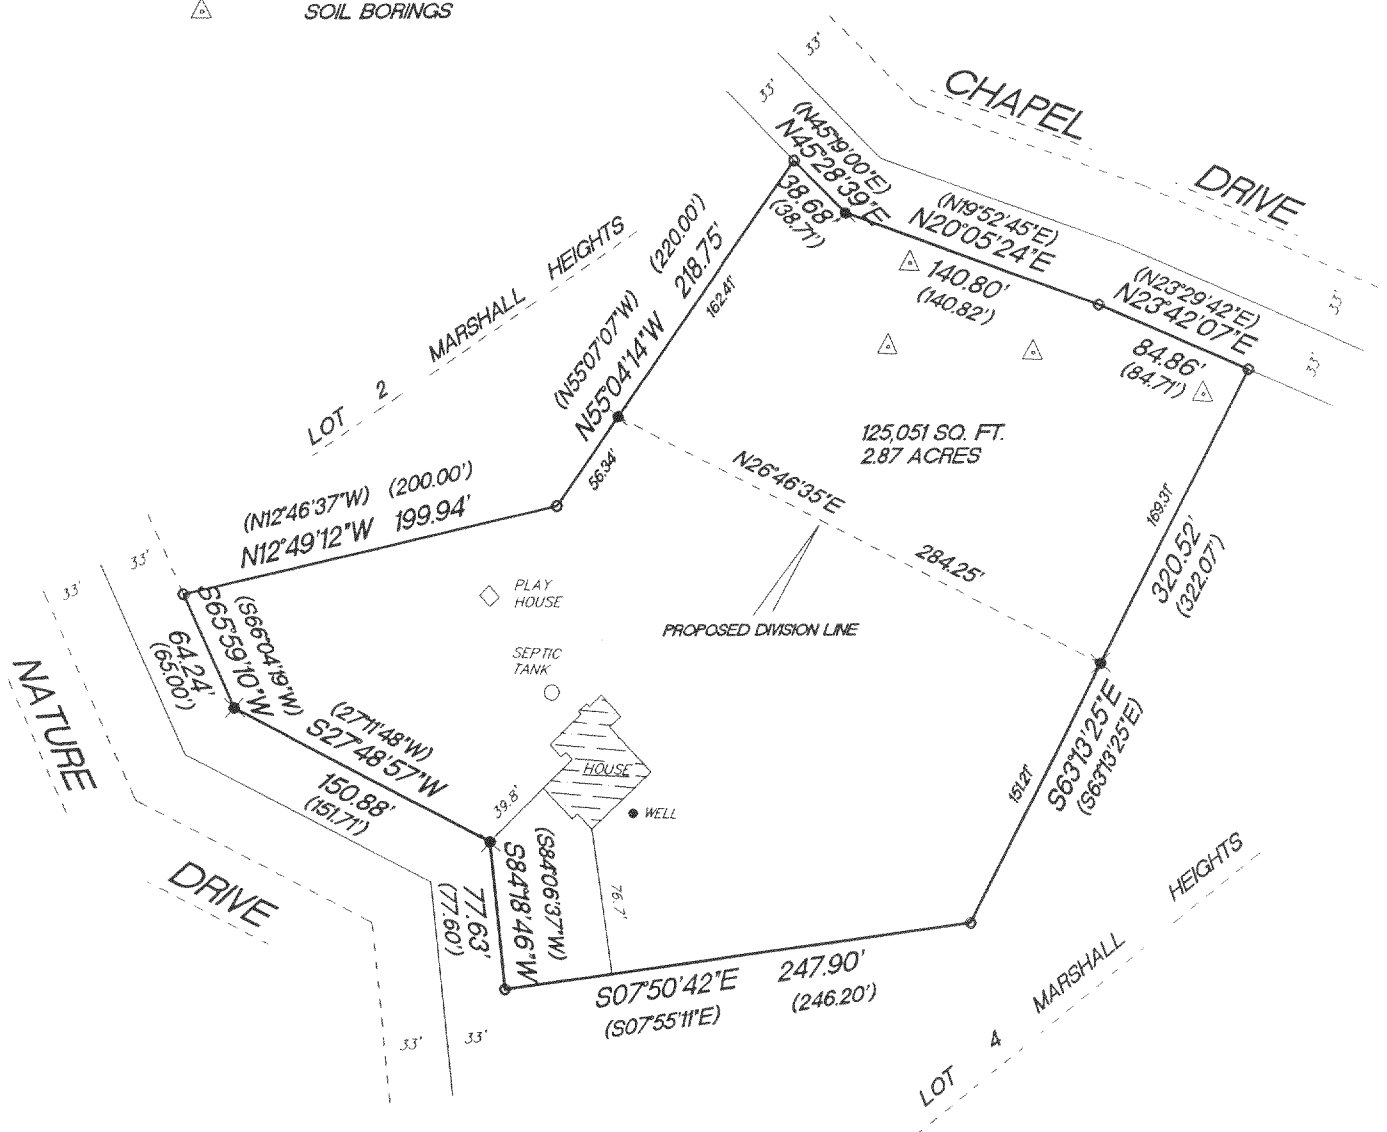 SOIL BORINGS
33'
33'
CHAPEL
DRIVE
(N45°19'00"E)
N45°28'39"E
38.68'
(38.71')
(N19°52'45"E)
N20°05'24"E
140.80'
(140.82')
(N23°29'42"E)
N23°42'07"E
84.86'
(84.71')
33'
33'
LOT 2 MARSHALL HEIGHTS
(N55°07'07"W) (220.00')
N55°04'14"W 218.75'
162.41'
56.34'
125,051 SQ. FT.
2.87 ACRES
N26°46'35"E
284.25'
PROPOSED DIVISION LINE
169.31'
320.52'
(322.07')
(N12°46'37"W) (200.00')
N12°49'12"W 199.94'
33'
33'
PLAY
HOUSE
SEPTIC
TANK
(S66°04'19"W)
S65°59'10"W
64.24'
(65.00')
NATURE
DRIVE
(27°11'48"W)
S27°48'57"W
150.88'
(151.71')
HOUSE
WELL
39.8'
76.7'
(S84°06'37"W)
S84°18'46"W
77.63'
(77.60')
151.21'
S63°13'25"E
(S63°13'25"E)
S07°50'42"E 247.90'
(S07°55'11"E) (246.20')
33'
33'
LOT 4 MARSHALL HEIGHTS